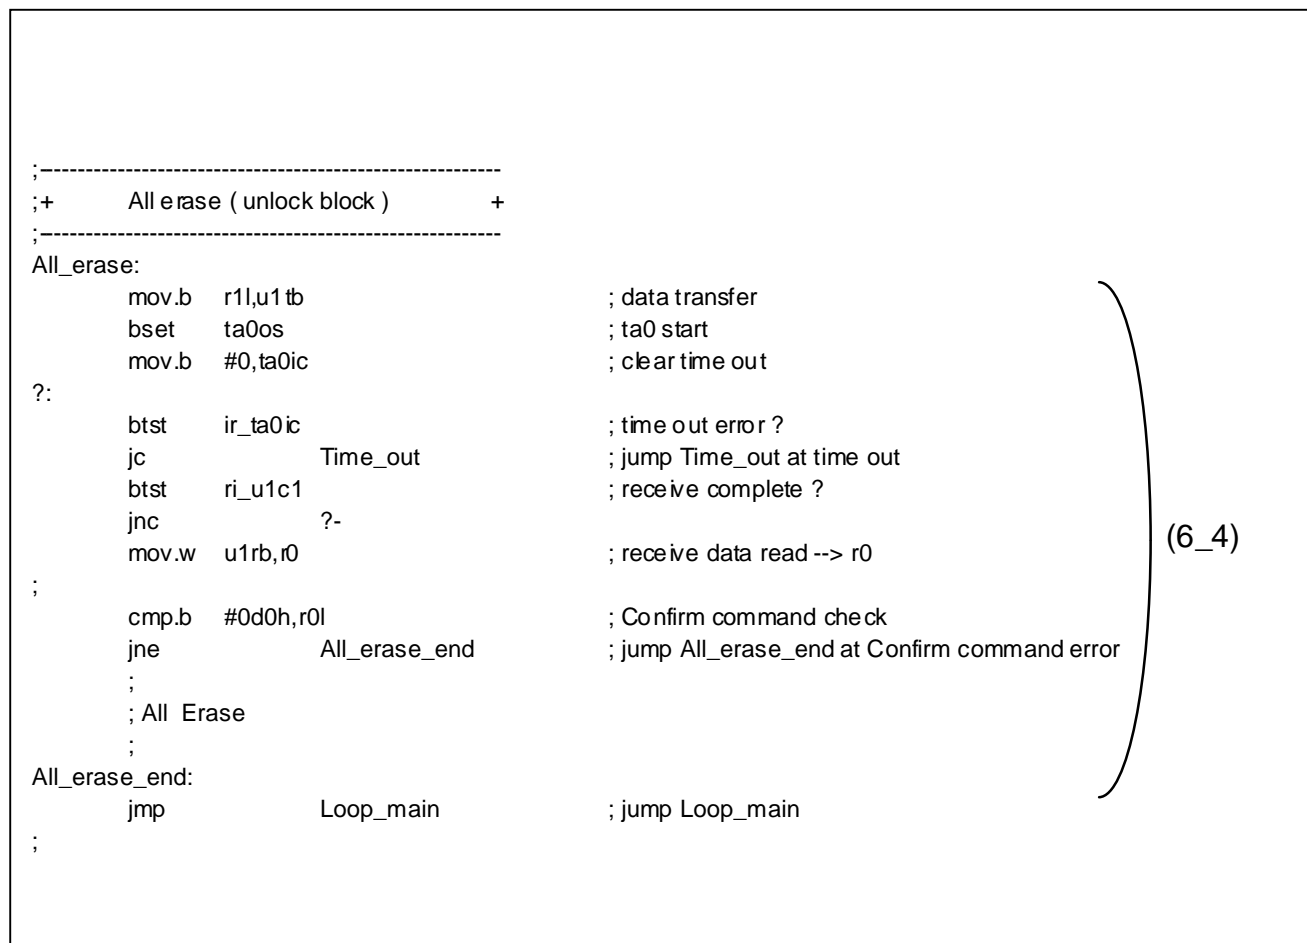 ;----------------------------------------------------------
;+ All erase ( unlock block ) +
;----------------------------------------------------------
All_erase:
mov.b r1l,u1tb ; data transfer
bset ta0os ; ta0 start
mov.b #0,ta0ic ; clear time out
?:
btst ir_ta0ic ; time out error ?
jc Time_out ; jump Time_out at time out
btst ri_u1c1 ; receive complete ?
jnc ?-
mov.w u1rb,r0 ; receive data read --> r0
;
cmp.b #0d0h,r0l ; Confirm command check
jne All_erase_end ; jump All_erase_end at Confirm command error
;
; All Erase
;
All_erase_end:
jmp Loop_main ; jump Loop_main
;
(6_4)